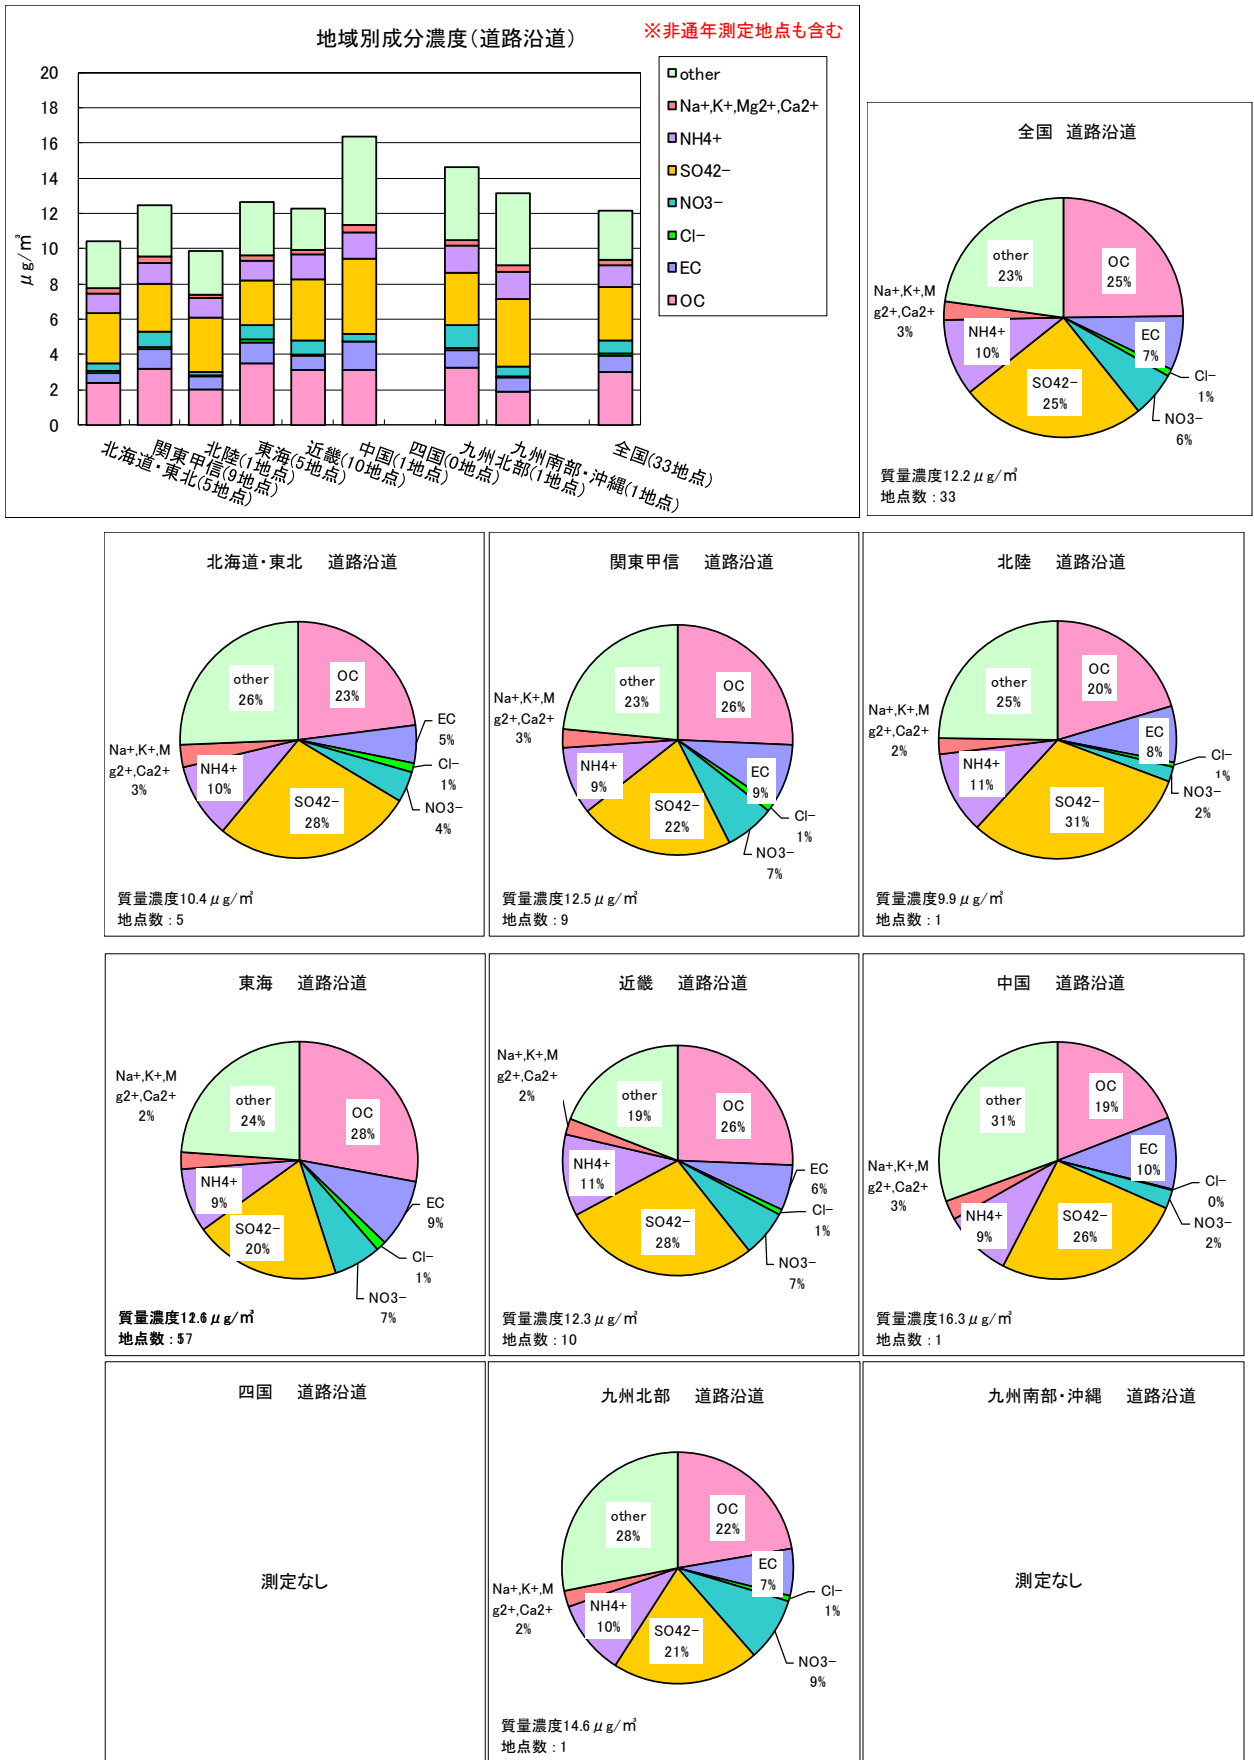 地域別成分濃度(道路沿道)
※非通年測定地点も含む
μg/㎥
20
18
16
14
12
10
8
6
4
2
0
北海道・東北(5地点)
関東甲信(9地点)
北陸(1地点)
東海(5地点)
近畿(10地点)
中国(1地点)
四国(0地点)
九州北部(1地点)
九州南部・沖縄(1地点)
全国(33地点)
other
Na+,K+,Mg2+,Ca2+
NH4+
SO42-
NO3-
Cl-
EC
OC
全国 道路沿道
other
23%
OC
25%
Na+,K+,M
g2+,Ca2+
3%
NH4+
10%
EC
7%
Cl-
1%
SO42-
25%
NO3-
6%
質量濃度12.2μg/㎥
地点数:33
北海道・東北 道路沿道
other
26%
OC
23%
EC
5%
Na+,K+,M
g2+,Ca2+
3%
NH4+
10%
Cl-
1%
SO42-
28%
NO3-
4%
質量濃度10.4μg/㎥
地点数:5
関東甲信 道路沿道
other
23%
OC
26%
Na+,K+,M
g2+,Ca2+
3%
NH4+
9%
EC
9%
SO42-
22%
Cl-
1%
NO3-
7%
質量濃度12.5μg/㎥
地点数:9
北陸 道路沿道
other
25%
OC
20%
Na+,K+,M
g2+,Ca2+
2%
EC
8%
Cl-
1%
NH4+
11%
SO42-
31%
NO3-
2%
質量濃度9.9μg/㎥
地点数:1
東海 道路沿道
Na+,K+,M
g2+,Ca2+
2%
other
24%
OC
28%
NH4+
9%
EC
9%
SO42-
20%
Cl-
1%
NO3-
7%
質量濃度μg/㎥
地点数:
近畿 道路沿道
Na+,K+,M
g2+,Ca2+
2%
other
19%
OC
26%
NH4+
11%
EC
6%
Cl-
1%
SO42-
28%
NO3-
7%
質量濃度12.3μg/㎥
地点数:10
中国 道路沿道
other
31%
OC
19%
EC
10%
Na+,K+,M
g2+,Ca2+
3%
Cl-
0%
NH4+
9%
SO42-
26%
NO3-
2%
質量濃度16.3μg/㎥
地点数:1
四国 道路沿道
測定なし
九州北部 道路沿道
other
28%
OC
22%
EC
7%
Na+,K+,M
g2+,Ca2+
2%
Cl-
1%
NH4+
10%
SO42-
21%
NO3-
9%
質量濃度14.6μg/㎥
地点数:1
九州南部・沖縄 道路沿道
測定なし